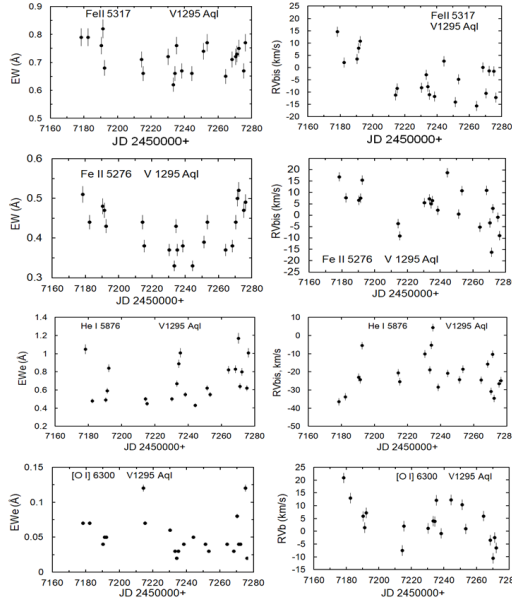 FeII 5317 V1295 Aql
EW (Å)
0.9
0.8
0.7
0.6
0.5
7160 7180 7200 7220 7240 7260 7280
JD 2450000+
FeII 5317
V1295 Aql
RVbis (km/s)
20
15
10
5
0
-5
-10
-15
-20
7160 7180 7200 7220 7240 7260 7280
JD 2450000+
Fe II 5276 V 1295 Aql
EW (Å)
0.6
0.5
0.4
0.3
7160 7180 7200 7220 7240 7260 7280
JD 2450000+
RVbis (km/s)
20
15
10
5
0
-5
-10
-15
-20
-25
Fe II 5276 V 1295 Aql
7160 7180 7200 7220 7240 7260 7280
JD 2450000+
He I 5876 V1295 Aql
EWe (Å)
1.2
1
0.8
0.6
0.4
0.2
7160 7180 7200 7220 7240 7260 7280
JD 2450000+
He I 5876 V1295 Aql
RVbis, km/s)
10
0
-10
-20
-30
-40
-50
7160 7180 7200 7220 7240 7260 7280
JD 2450000+
[O I] 6300 V1295 Aql
EWe (Å)
0.15
0.1
0.05
0
7160 7180 7200 7220 7240 7260 7280
JD 2450000+
[O I] 6300 V1295 Aql
RVb (km/s)
25
20
15
10
5
0
-5
-10
-15
7160 7180 7200 7220 7240 7260 7280
JD 2450000+